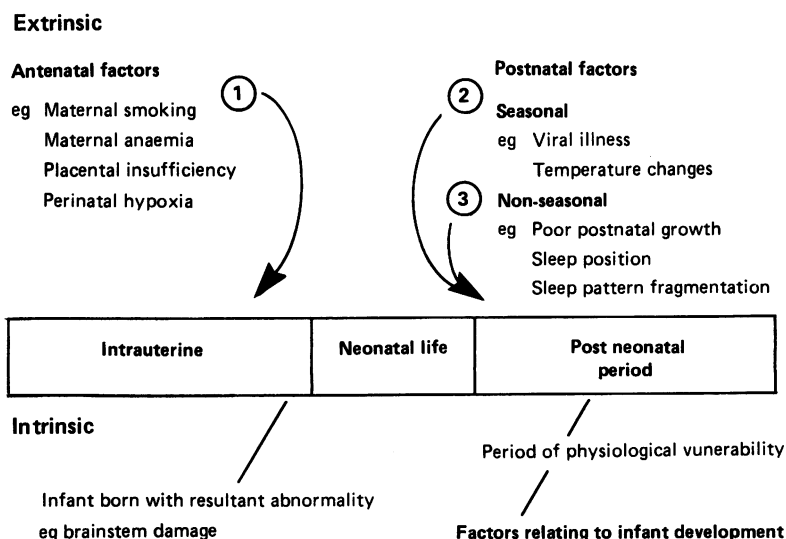 Extrinsic
Antenatal factors
eg Maternal smoking
Maternal anaemia
Placental insufficiency
Perinatal hypoxia
1
2
Postnatal factors
Seasonal
eg Viral illness
Temperature changes
3
Non-seasonal
eg Poor postnatal growth
Sleep position
Sleep pattern fragmentation
Intrauterine
Neonatal life
Post neonatal
period
Intrinsic
Infant born with resultant abnormality
eg brainstem damage
Period of physiological vunerability
Factors relating to infant development